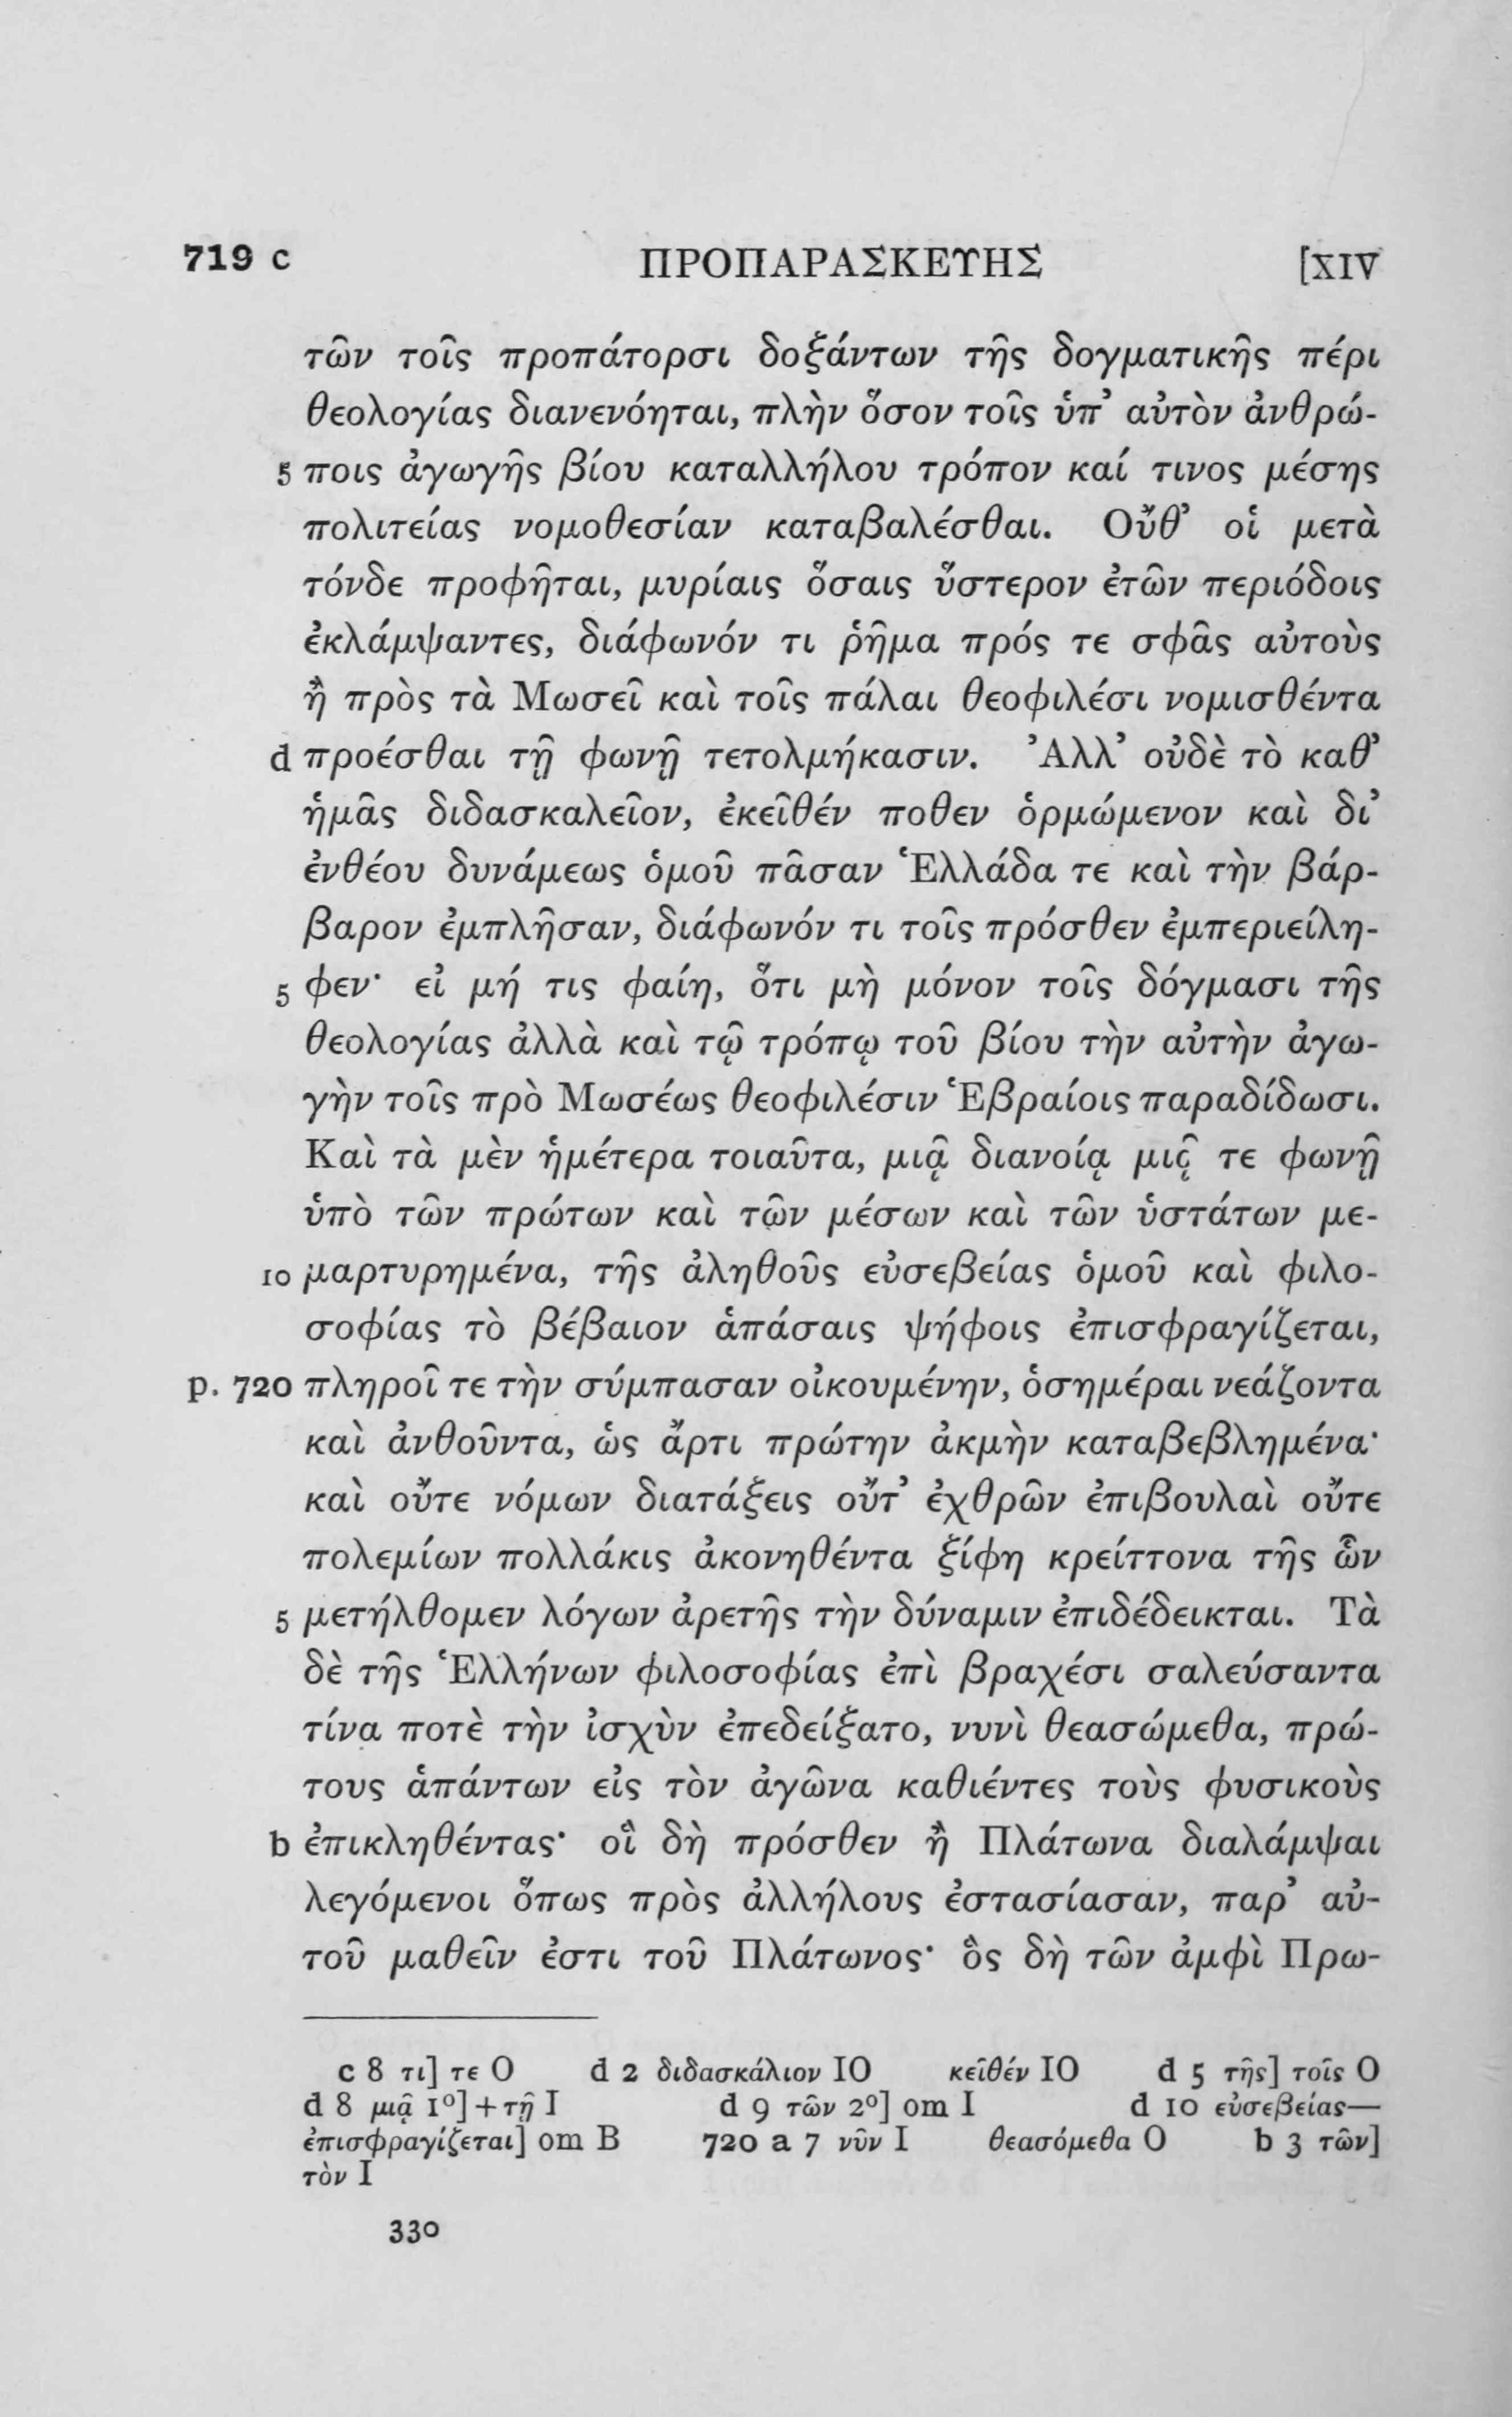 719 c ΠΡΟΠΑΡΑΣΚΕΥΗΣ [XIV
τῶν τοῖς προπάτορσι δοξάντων τῆς δογματικῆς πέρι
θεολογίας διανενόηται, πλὴν ὅσον τοῖς ὑπ’ αὐτὸν ἀνθρώ-
5 ποις ἀγωγῆς βίου καταλλήλου τρόπον καί τινος μέσης
πολιτείας νομοθεσίαν καταβαλέσθαι. Οὔθ’ οἱ μετὰ
τόνδε προφῆται, μυρίαις ὅσαις ὕστερον ἐτῶν περιόδοις
ἐκλάμψαντες, διάφωνόν τι ῥῆμα πρός τε σφᾶς αὐτοὺς
ἢ πρὸς τὰ Μωσεῖ καὶ τοῖς πάλαι θεοφιλέσι νομισθέντα
d προέσθαι τῇ φωνῇ τετολμήκασιν. Ἀλλ’ οὐδὲ τὸ καθ’
ἡμᾶς διδασκαλεῖον, ἐκεῖθέν ποθεν ὁρμώμενον καὶ δι’
ἐνθέου δυνάμεως ὁμοῦ πᾶσαν Ἑλλάδα τε καὶ τὴν βάρ-
βαρον ἐμπλῆσαν, διάφωνόν τι τοῖς πρόσθεν ἐμπεριείλη-
5 φεν· εἰ μή τις φαίη, ὅτι μὴ μόνον τοῖς δόγμασι τῆς
θεολογίας ἀλλὰ καὶ τῷ τρόπῳ τοῦ βίου τὴν αὐτὴν ἀγω-
γὴν τοῖς πρὸ Μωσέως θεοφιλέσιν Ἑβραίοις παραδίδωσι.
Καὶ τὰ μὲν ἡμέτερα τοιαῦτα, μιᾷ διανοίᾳ μιᾷ τε φωνῇ
ὑπὸ τῶν πρώτων καὶ τῶν μέσων καὶ τῶν ὑστάτων με-
10 μαρτυρημένα, τῆς ἀληθοῦς εὐσεβείας ὁμοῦ καὶ φιλο-
σοφίας τὸ βέβαιον ἁπάσαις ψήφοις ἐπισφραγίζεται,
p. 720 πληροῖ τε τὴν σύμπασαν οἰκουμένην, ὁσημέραι νεάζοντα
καὶ ἀνθοῦντα, ὡς ἄρτι πρώτην ἀκμὴν καταβεβλημένα·
καὶ οὔτε νόμων διατάξεις οὔτ’ ἐχθρῶν ἐπιβουλαὶ οὔτε
πολεμίων πολλάκις ἀκονηθέντα ξίφη κρείττονα τῆς ὧν
5 μετήλθομεν λόγων ἀρετῆς τὴν δύναμιν ἐπιδέδεικται. Τὰ
δὲ τῆς Ἑλλήνων φιλοσοφίας ἐπὶ βραχέσι σαλεύσαντα
τίνα ποτὲ τὴν ἰσχὺν ἐπεδείξατο, νυνὶ θεασώμεθα, πρώ-
τους ἁπάντων εἰς τὸν ἀγῶνα καθιέντες τοὺς φυσικοὺς
b ἐπικληθέντας· οἳ δὴ πρόσθεν ἢ Πλάτωνα διαλάμψαι
λεγόμενοι ὅπως πρὸς ἀλλήλους ἐστασίασαν, παρ’ αὐ-
τοῦ μαθεῖν ἐστι τοῦ Πλάτωνος· ὃς δὴ τῶν ἀμφὶ Πρω-
c 8 τι] τε O d 2 διδασκάλιον IO κεῖθέν IO d 5 τῆς] τοῖς O
d 8 μιᾷ 1º]+τῇ I d 9 τῶν 2º] om I d 10 εὐσεβείας—
ἐπισφραγίζεται] om B 720 a 7 νῦν I θεασόμεθα O b 3 τῶν]
τὸν I
330